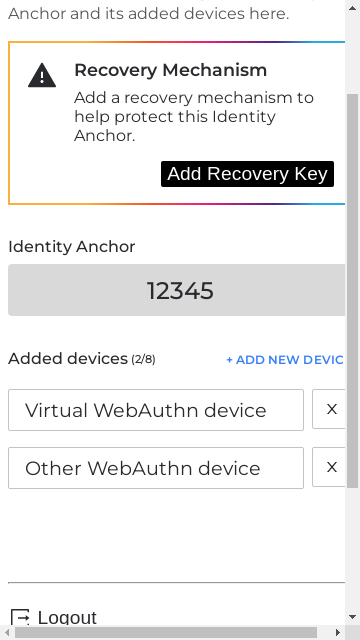 Anchor and its added devices here.
Recovery Mechanism
Add a recovery mechanism to
help protect this Identity
Anchor.
Add Recovery Key
Identity Anchor
12345
Added devices (2/8)
+ ADD NEW DEVIC
Virtual WebAuthn device
X
Other WebAuthn device
X
Logout